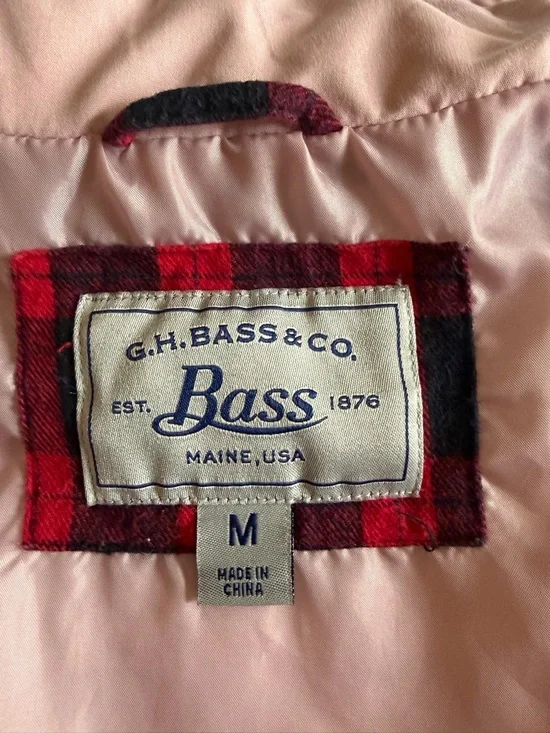 G.H.BASS & CO.
EST. Bass 1876
MAINE, USA
M
MADE IN
CHINA